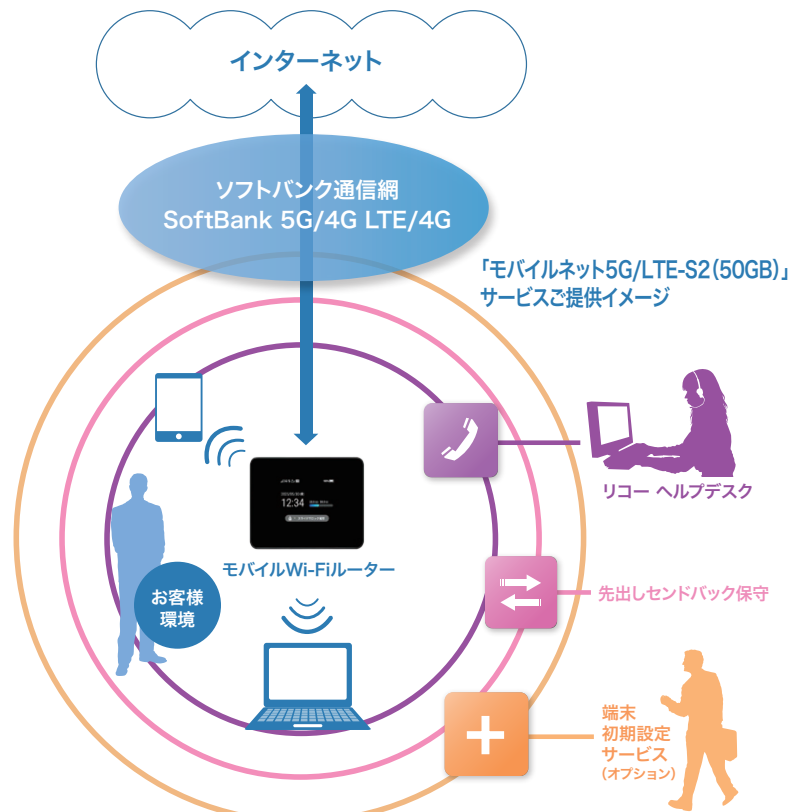 インターネット
ソフトバンク通信網
SoftBank 5G/4G LTE/4G
「モバイルネット5G/LTE-S2(50GB)」
サービスご提供イメージ
リコー ヘルプデスク
12:34
モバイルWi-Fiルーター
お客様
環境
先出しセンドバック保守
端末
初期設定
サービス
(オプション)